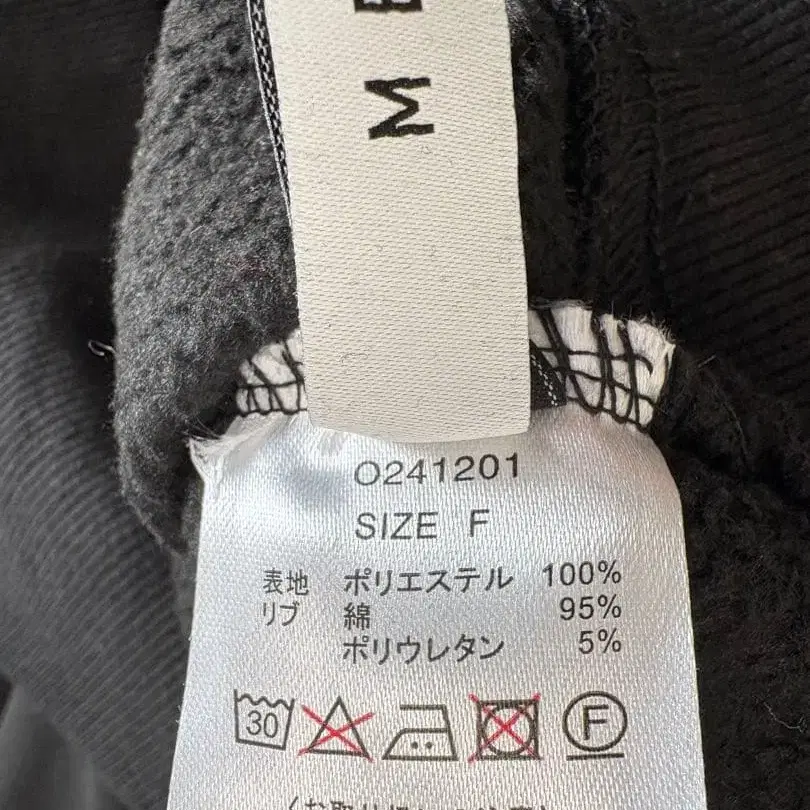 M
O241201
SIZE F
表地 ポリエステル 100%
リブ 綿 95%
ポリウレタン 5%
30
F